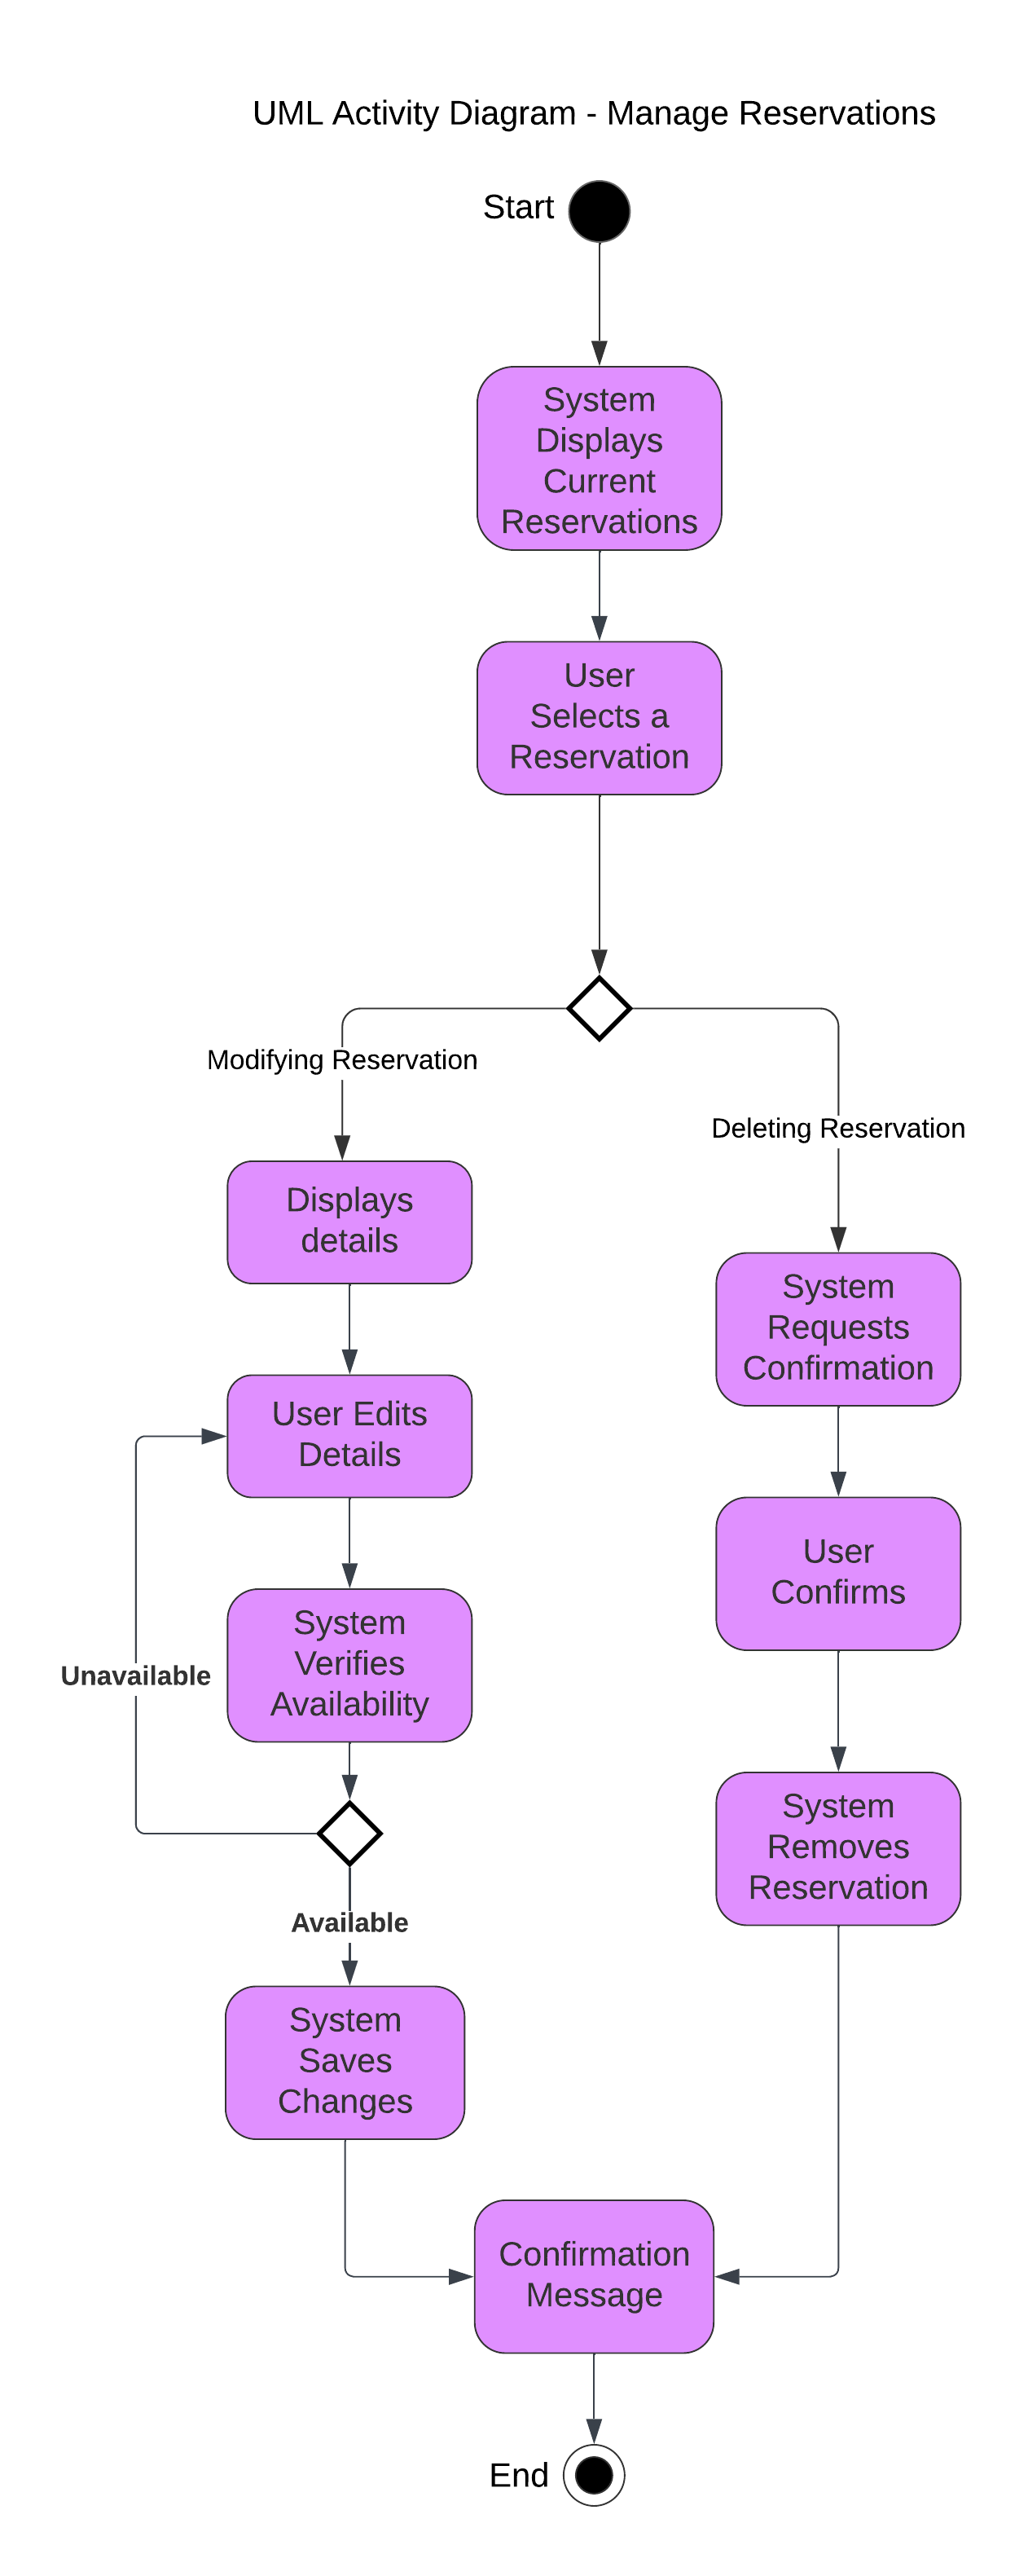 UML Activity Diagram - Manage Reservations
Start
System
Displays
Current
Reservations
User
Selects a
Reservation
Modifying Reservation
Deleting Reservation
Displays
details
System
Requests
Confirmation
User Edits
Details
User
Confirms
System
Verifies
Availability
Unavailable
System
Removes
Reservation
Available
System
Saves
Changes
Confirmation
Message
End